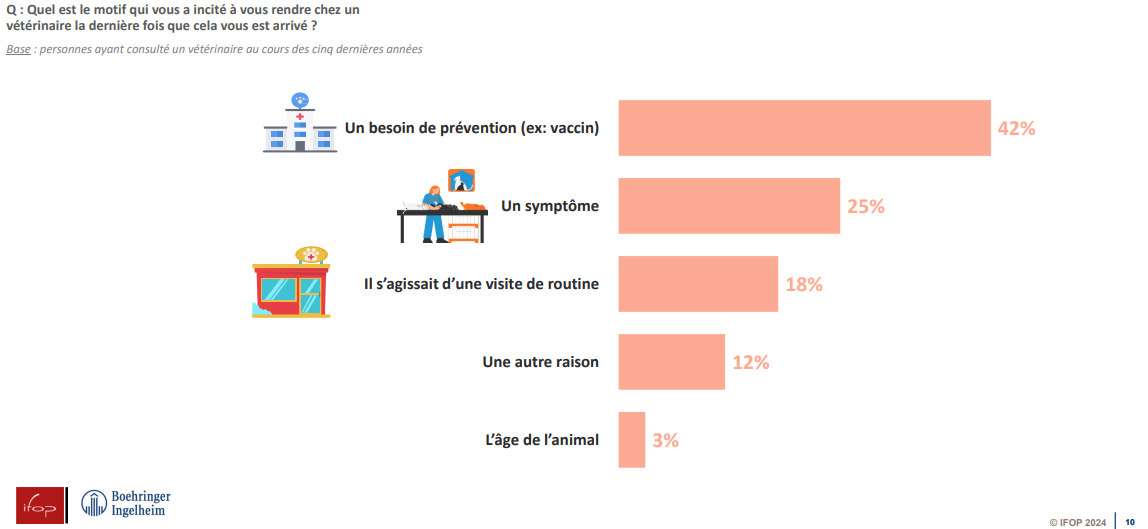 Q : Quel est le motif qui vous a incité à vous rendre chez un
vétérinaire la dernière fois que cela vous est arrivé ?
Base : personnes ayant consulté un vétérinaire au cours des cinq dernières années
Un besoin de prévention (ex: vaccin)
42%
Un symptôme
25%
Il s’agissait d’une visite de routine
18%
Une autre raison
12%
L’âge de l’animal
3%
ifop
Boehringer
Ingelheim
© IFOP 2024
10